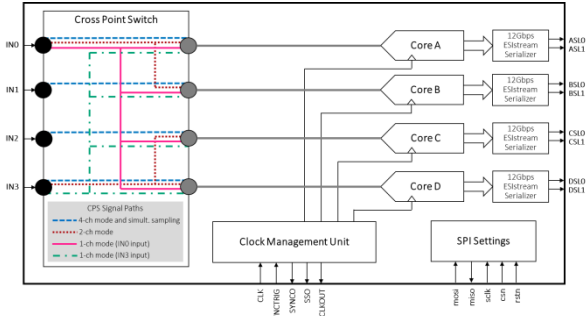 Cross Point Switch
IN0
IN1
IN2
IN3
CPS Signal Paths
4-ch mode and simult. sampling
2-ch mode
1-ch mode (IN0 input)
1-ch mode (IN3 input)
Core A
Core B
Core C
Core D
12Gbps
ESIstream
Serializer
12Gbps
ESIstream
Serializer
12Gbps
ESIstream
Serializer
12Gbps
ESIstream
Serializer
ASL0
ASL1
BSL0
BSL1
CSL0
CSL1
DSL0
DSL1
Clock Management Unit
SPI Settings
CLK
NCTRIG
SYNCO
SSO
CLKOUT
mosi
miso
sclk
csn
rstn